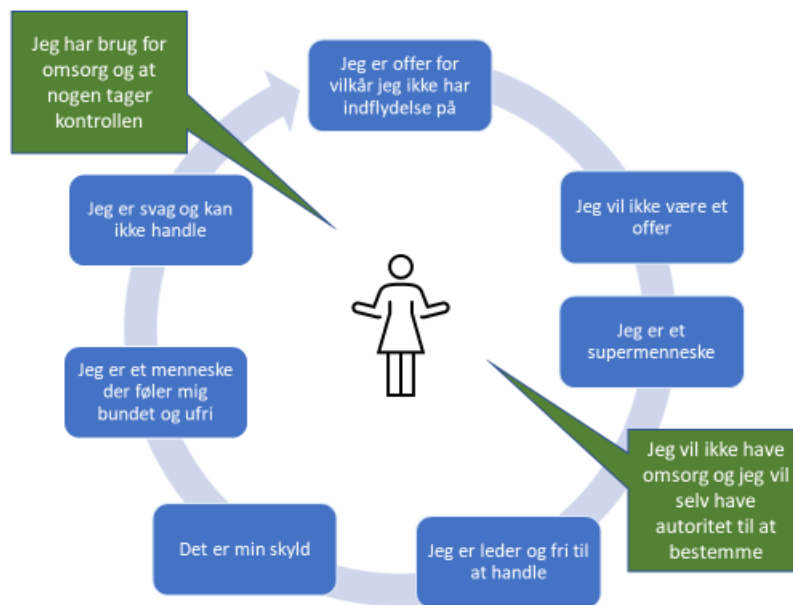 Jeg har brug for
omsorg og at
nogen tager
kontrollen
Jeg er offer for
vilkår jeg ikke har
indflydelse på
Jeg vil ikke være et
offer
Jeg er et
supermenneske
Jeg vil ikke have
omsorg og jeg vil
selv have
autoritet til at
bestemme
Jeg er leder og fri til
at handle
Det er min skyld
Jeg er et menneske
der føler mig
bundet og ufri
Jeg er svag og kan
ikke handle